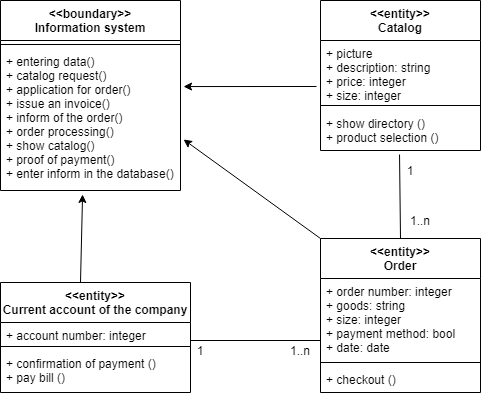 <<boundary>>
Information system
+ entering data()
+ catalog request()
+ application for order()
+ issue an invoice()
+ inform of the order()
+ order processing()
+ show catalog()
+ proof of payment()
+ enter inform in the database()
<<entity>>
Catalog
+ picture
+ description: string
+ price: integer
+ size: integer
+ show directory ()
+ product selection ()
1
1..n
<<entity>>
Order
+ order number: integer
+ goods: string
+ size: integer
+ payment method: bool
+ date: date
+ checkout ()
<<entity>>
Current account of the company
+ account number: integer
+ confirmation of payment ()
+ pay bill ()
1
1..n